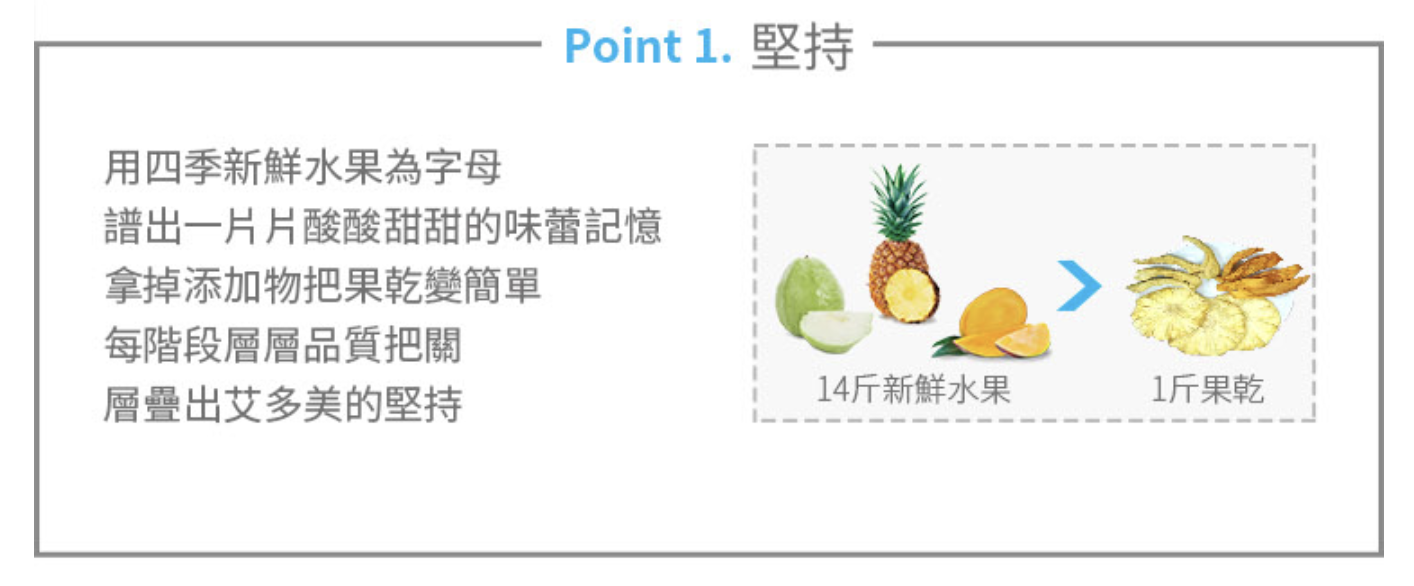 Point 1. 堅持
用四季新鮮水果為字母
譜出一片片酸酸甜甜的味蕾記憶
拿掉添加物把果乾變簡單
每階段層層品質把關
層疊出艾多美的堅持
14斤新鮮水果
1斤果乾